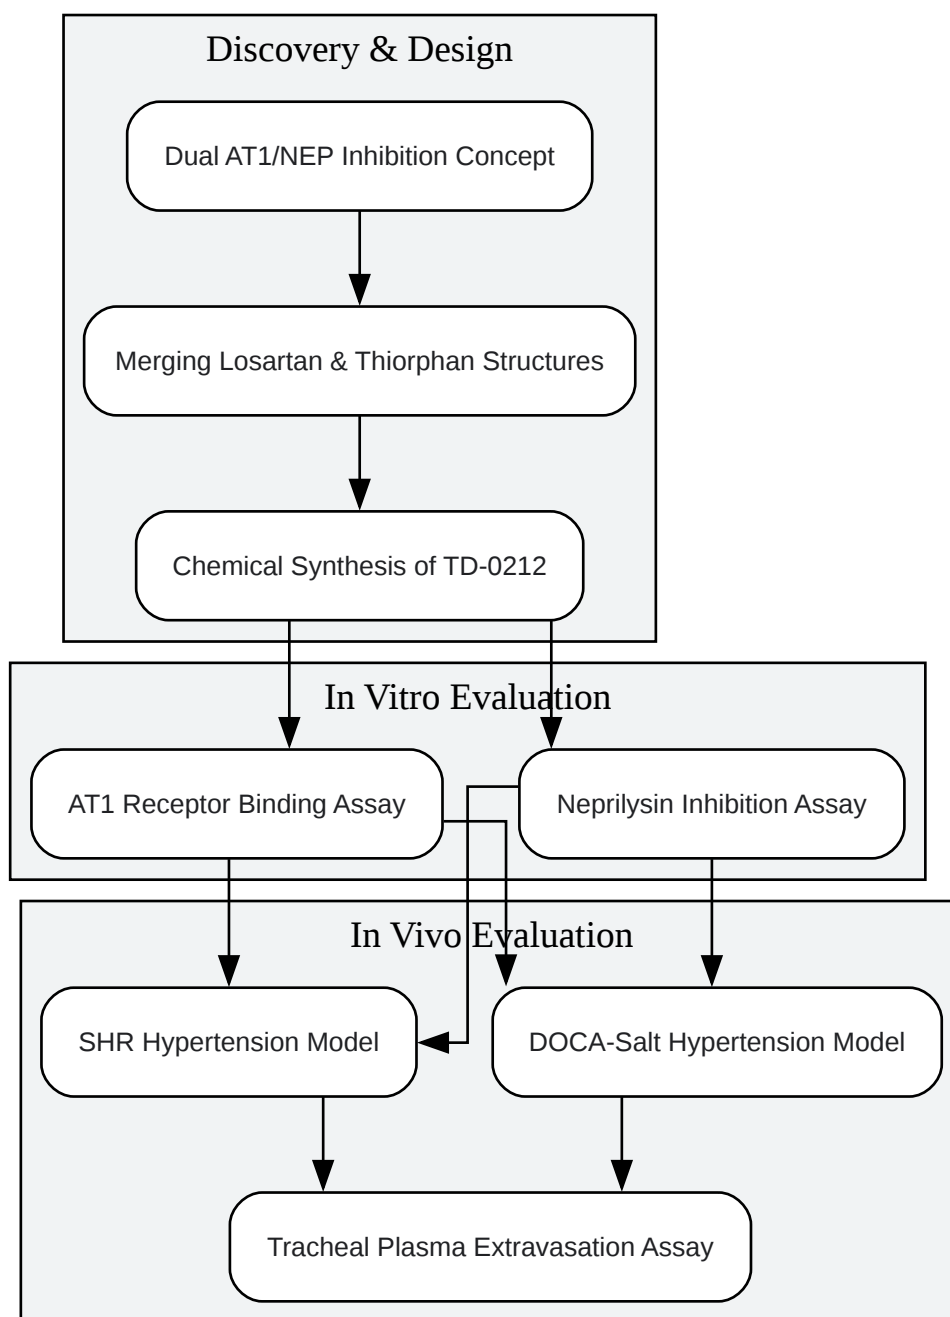 Discovery & Design
Dual AT1/NEP Inhibition Concept
Merging Losartan & Thiorphan Structures
Chemical Synthesis of TD-0212
In Vitro Evaluation
AT1 Receptor Binding Assay
Neprilysin Inhibition Assay
In Vivo Evaluation
SHR Hypertension Model
DOCA-Salt Hypertension Model
Tracheal Plasma Extravasation Assay